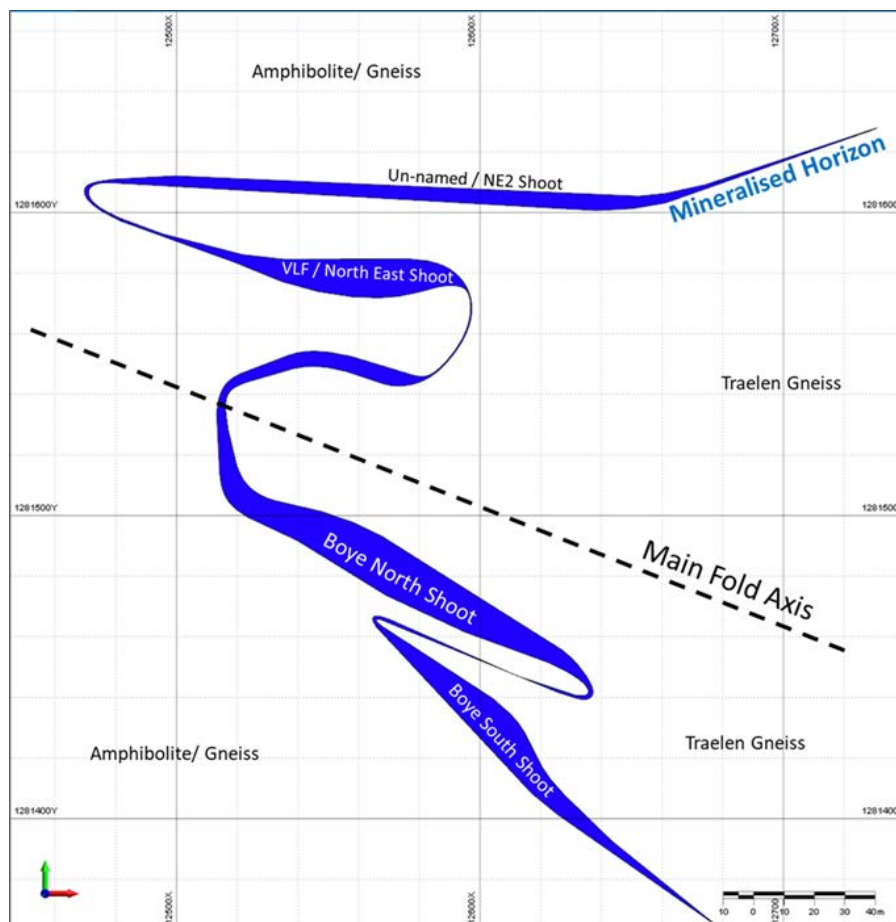 12500X
12600X
12700X
Amphibolite/ Gneiss
Un-named / NE2 Shoot
Mineralised Horizon
1281600Y
1281600
VLF / North East Shoot
Traelen Gneiss
1281500Y
1281500
Boye North Shoot
Main Fold Axis
Boye South Shoot
Traelen Gneiss
Amphibolite/ Gneiss
1281400Y
1281400
12500X
12600X
12700X
10 0 10 20 30 40m